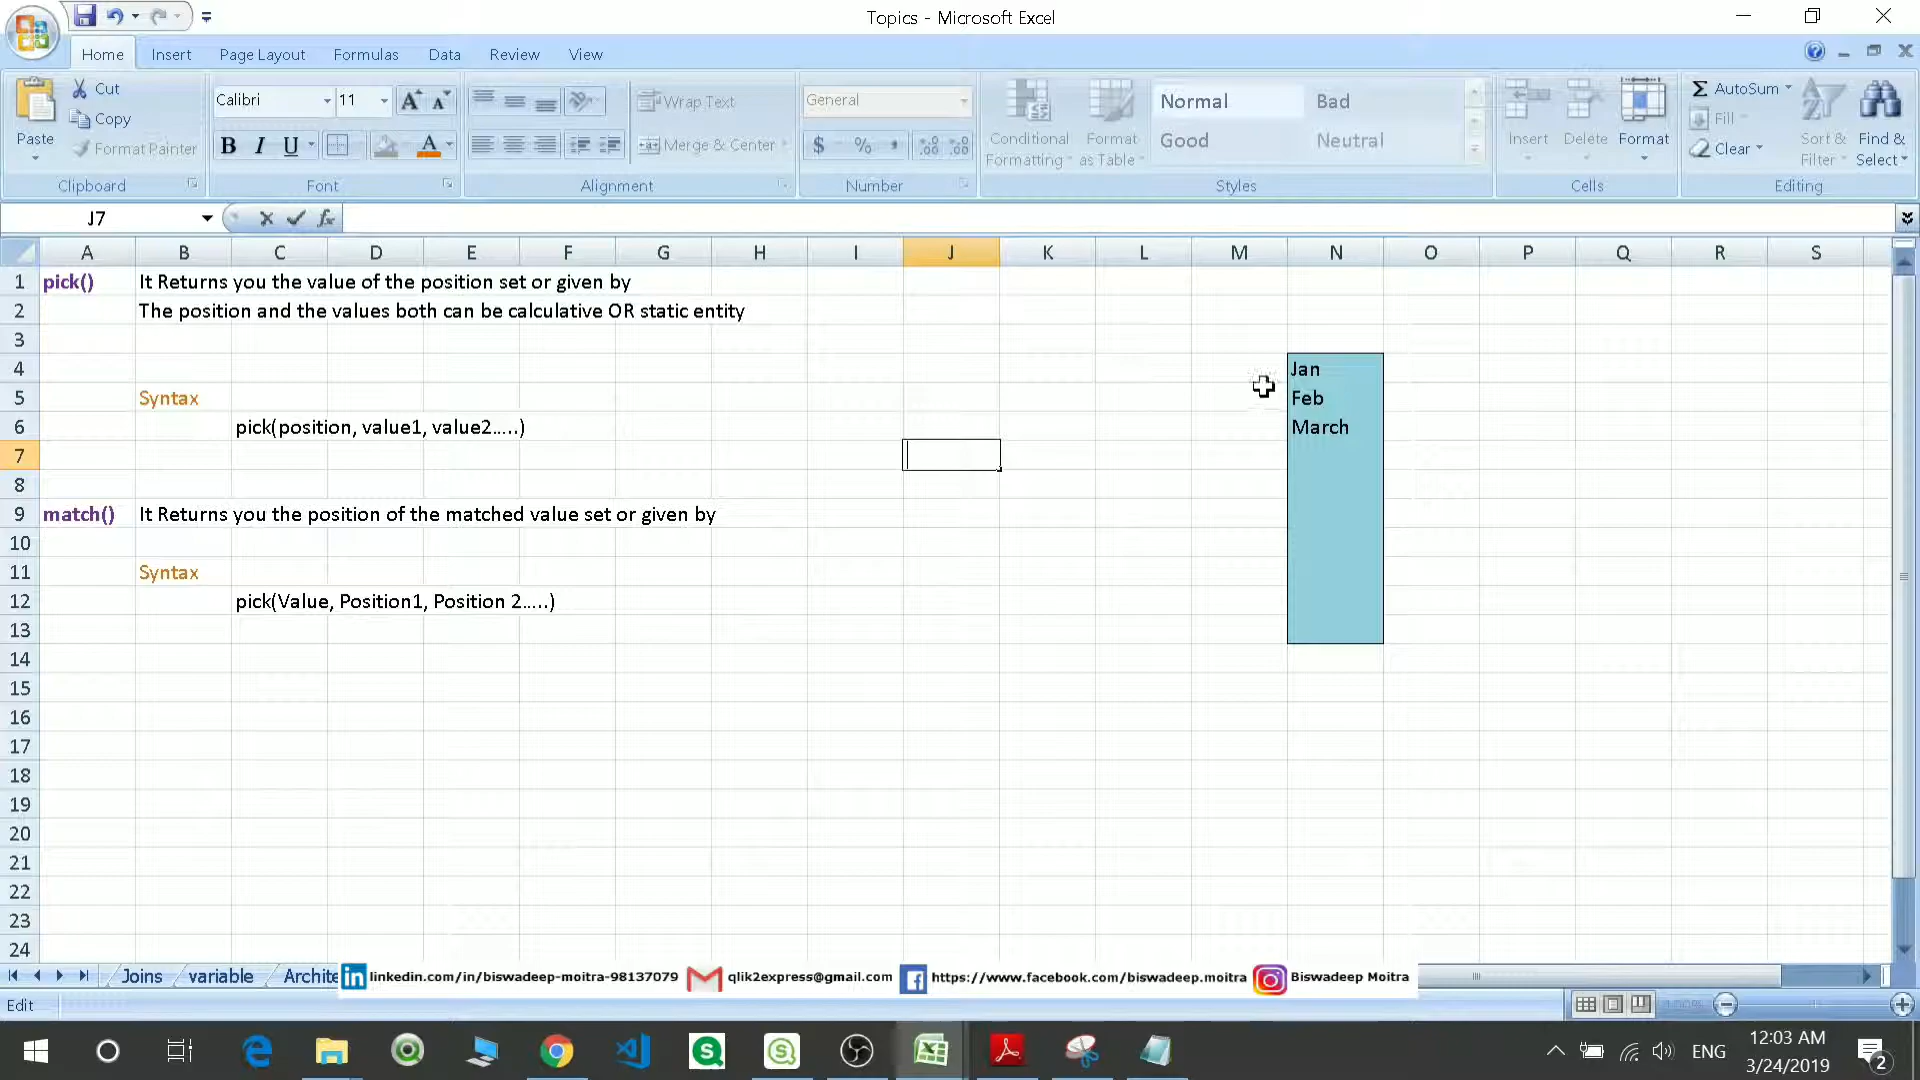 Topics - Microsoft Excel
Home Insert Page Layout Formulas Data Review View
Paste
Cut
Copy
Format Painter
Clipboard
Calibri 11
B I U
Font
Wrap Text
Merge & Center
Alignment
General
$ % ,
Number
Conditional Formatting
Format as Table
Normal Bad
Good Neutral
Styles
Insert Delete Format
Cells
AutoSum
Fill
Clear
Sort & Filter
Find & Select
Editing
J7
A B C D E F G H I J K L M N O P Q R S
1 pick() It Returns you the value of the position set or given by
2 The position and the values both can be calculative OR static entity
3
4 Jan
5 Syntax Feb
6 pick(position, value1, value2.....) March
7
8
9 match() It Returns you the position of the matched value set or given by
10
11 Syntax
12 pick(Value, Position1, Position 2.....)
13
14
15
16
17
18
19
20
21
22
23
24
Joins variable Archite
linkedin.com/in/biswadeep-moitra-98137079 qlik2express@gmail.com https://www.facebook.com/biswadeep.moitra Biswadeep Moitra
Edit
ENG
12:03 AM
3/24/2019
2